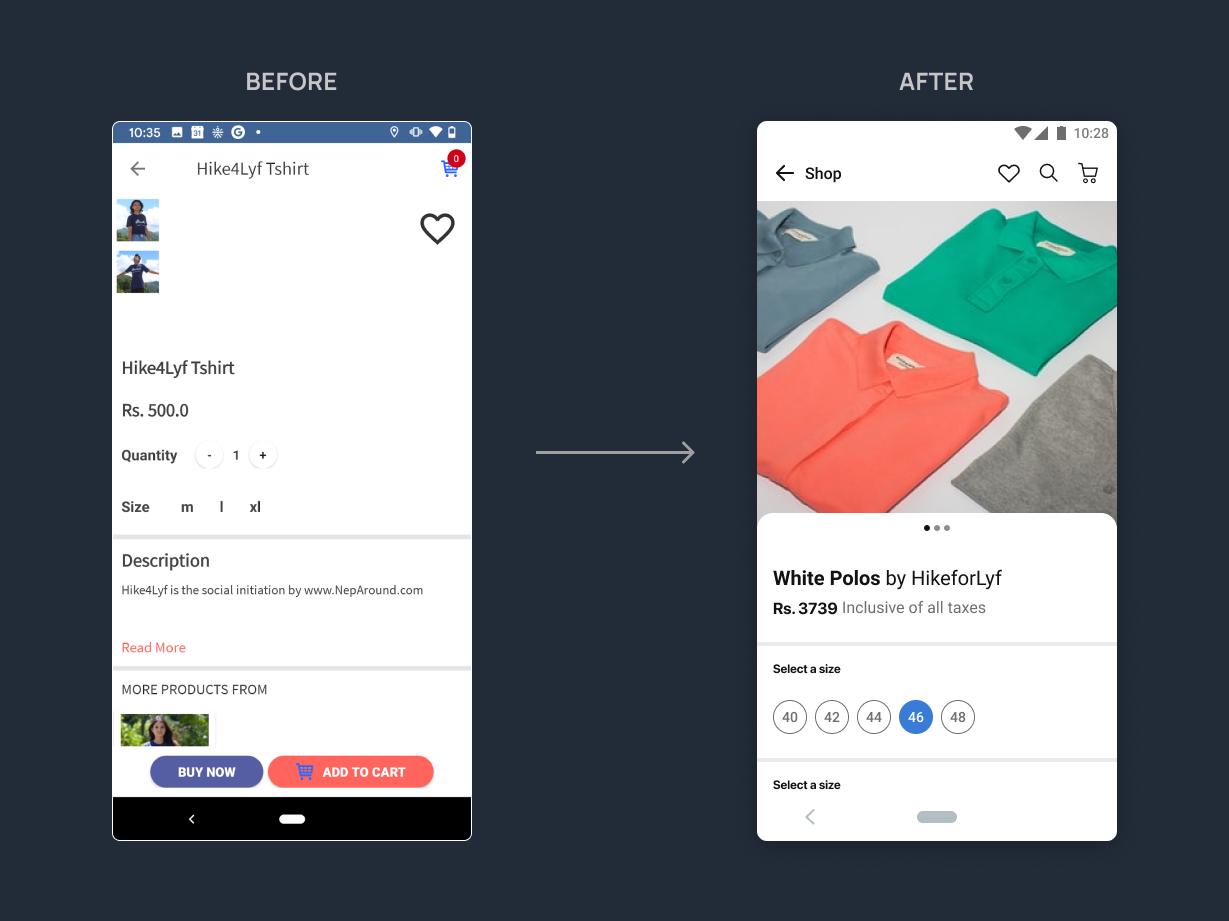 BEFORE
AFTER
10:35
31
G
Hike4Lyf Tshirt
0
Hike4Lyf Tshirt
Rs. 500.0
Quantity - 1 +
Size m l xl
Description
Hike4Lyf is the social initiation by www.NepAround.com
Read More
MORE PRODUCTS FROM
BUY NOW
ADD TO CART
10:28
Shop
White Polos by HikeforLyf
Rs. 3739 Inclusive of all taxes
Select a size
40 42 44 46 48
Select a size